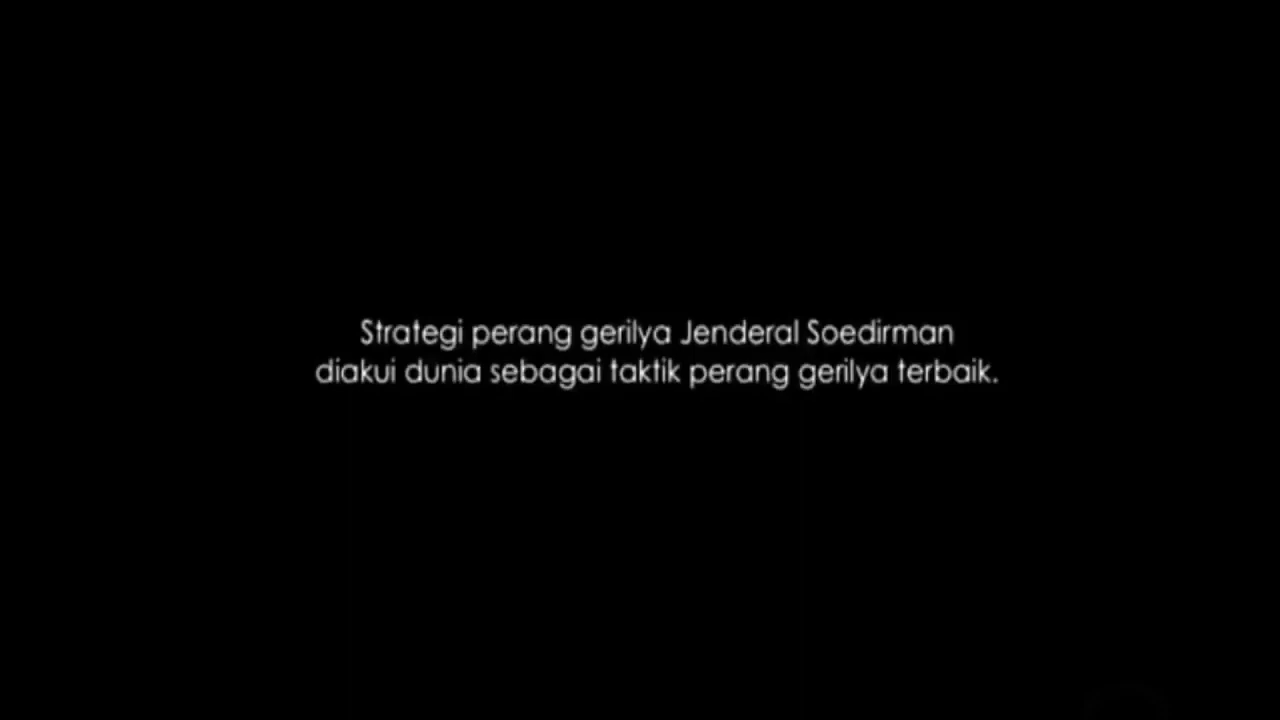 Strategi perang gerilya Jenderal Soedirman
diakui dunia sebagai taktik perang gerilya terbaik.